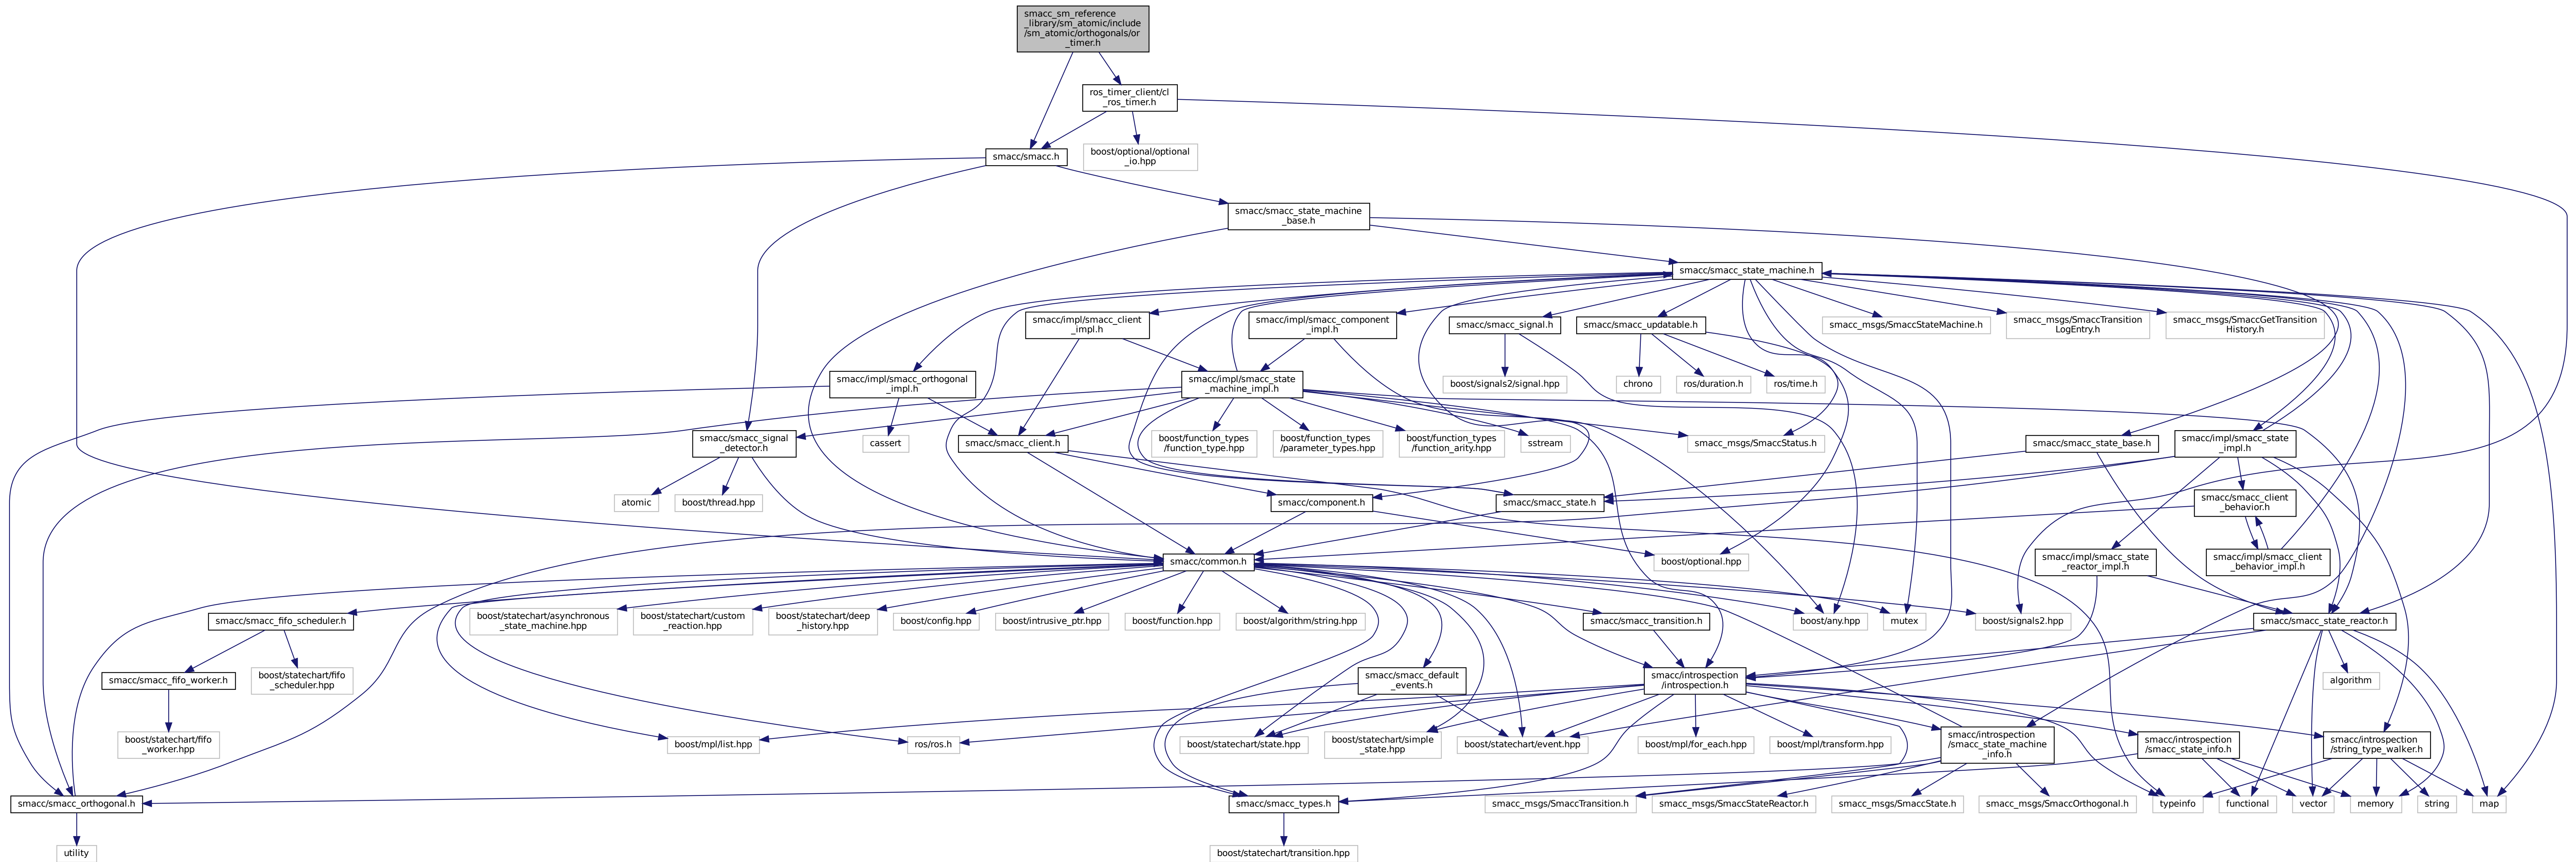 smacc_sm_reference
_library/sm_atomic/include
/sm_atomic/orthogonals/or
_timer.h
ros_timer_client/cl
_ros_timer.h
smacc/smacc.h
boost/optional/optional
_io.hpp
smacc/smacc_state_machine
_base.h
smacc/smacc_state_machine.h
smacc/impl/smacc_client
_impl.h
smacc/impl/smacc_component
_impl.h
smacc/smacc_signal.h
smacc/smacc_updatable.h
smacc_msgs/SmaccStateMachine.h
smacc_msgs/SmaccTransition
LogEntry.h
smacc_msgs/SmaccGetTransition
History.h
smacc/impl/smacc_orthogonal
_impl.h
smacc/impl/smacc_state
_machine_impl.h
boost/signals2/signal.hpp
chrono
ros/duration.h
ros/time.h
smacc/smacc_signal
_detector.h
cassert
smacc/smacc_client.h
boost/function_types
/function_type.hpp
boost/function_types
/parameter_types.hpp
boost/function_types
/function_arity.hpp
sstream
smacc_msgs/SmaccStatus.h
smacc/smacc_state_base.h
smacc/impl/smacc_state
_impl.h
atomic
boost/thread.hpp
smacc/component.h
smacc/smacc_state.h
smacc/smacc_client
_behavior.h
smacc/common.h
boost/optional.hpp
smacc/impl/smacc_state
_reactor_impl.h
smacc/impl/smacc_client
_behavior_impl.h
smacc/smacc_fifo_scheduler.h
boost/statechart/asynchronous
_state_machine.hpp
boost/statechart/custom
_reaction.hpp
boost/statechart/deep
_history.hpp
boost/config.hpp
boost/intrusive_ptr.hpp
boost/function.hpp
boost/algorithm/string.hpp
smacc/smacc_transition.h
boost/any.hpp
mutex
boost/signals2.hpp
smacc/smacc_state_reactor.h
smacc/smacc_fifo_worker.h
boost/statechart/fifo
_scheduler.hpp
smacc/smacc_default
_events.h
smacc/introspection
/introspection.h
algorithm
boost/statechart/fifo
_worker.hpp
boost/mpl/list.hpp
ros/ros.h
boost/statechart/state.hpp
boost/statechart/simple
_state.hpp
boost/statechart/event.hpp
boost/mpl/for_each.hpp
boost/mpl/transform.hpp
smacc/introspection
/smacc_state_machine
_info.h
smacc/introspection
/smacc_state_info.h
smacc/introspection
/string_type_walker.h
smacc/smacc_orthogonal.h
smacc/smacc_types.h
smacc_msgs/SmaccTransition.h
smacc_msgs/SmaccStateReactor.h
smacc_msgs/SmaccState.h
smacc_msgs/SmaccOrthogonal.h
typeinfo
functional
vector
memory
string
map
utility
boost/statechart/transition.hpp